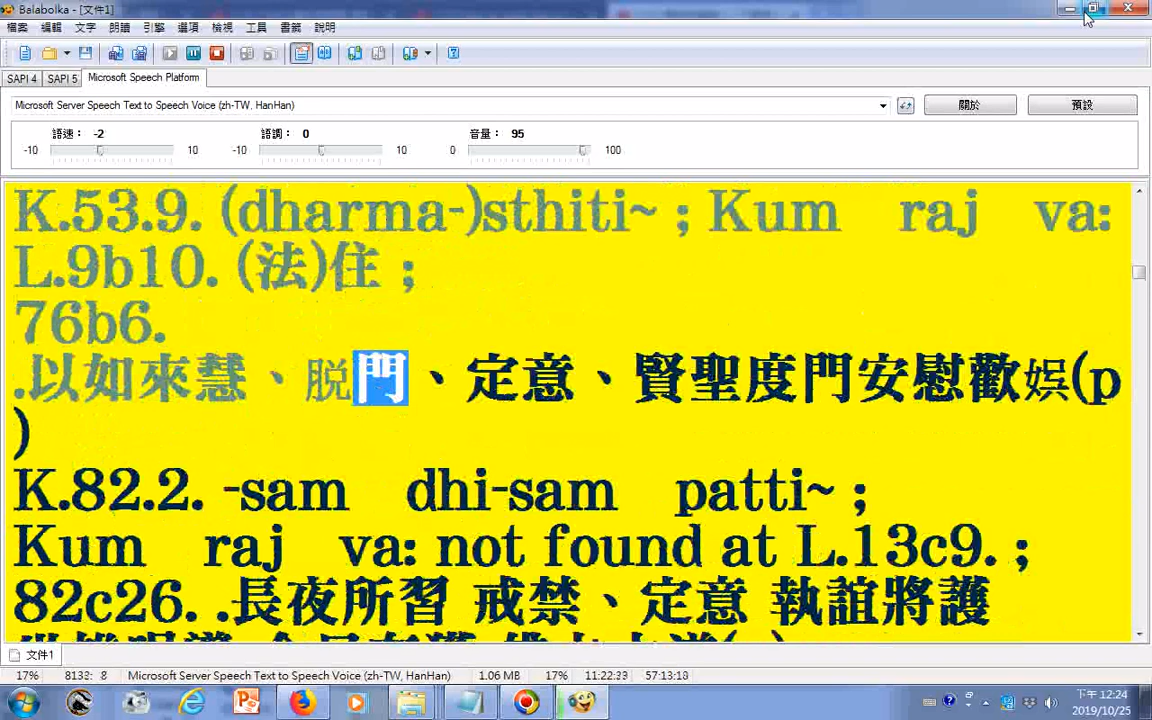 Balabolka - [文件1]
檔案 編輯 文字 朗讀 引擎 選項 檢視 工具 書籤 說明
SAPI 4 SAPI 5 Microsoft Speech Platform
Microsoft Server Speech Text to Speech Voice (zh-TW, HanHan) 關於 預設
語速： -2 語調： 0 音量： 95
-10 10 -10 10 0 100
K.53.9. (dharma-)sthiti~ ; Kum raj va:
L.9b10. (法)住 ;
76b6.
.以如來慧、脱門、定意、賢聖度門安慰歡娯(p
)
K.82.2. -sam dhi-sam patti~ ;
Kum raj va: not found at L.13c9. ;
82c26. .長夜所習 戒禁、定意 執誼將護
文件1
17% 8132: 8 Microsoft Server Speech Text to Speech Voice (zh-TW, HanHan) 1.06 MB 17% 11:22:33 57:13:18
下午 12:24
2019/10/25